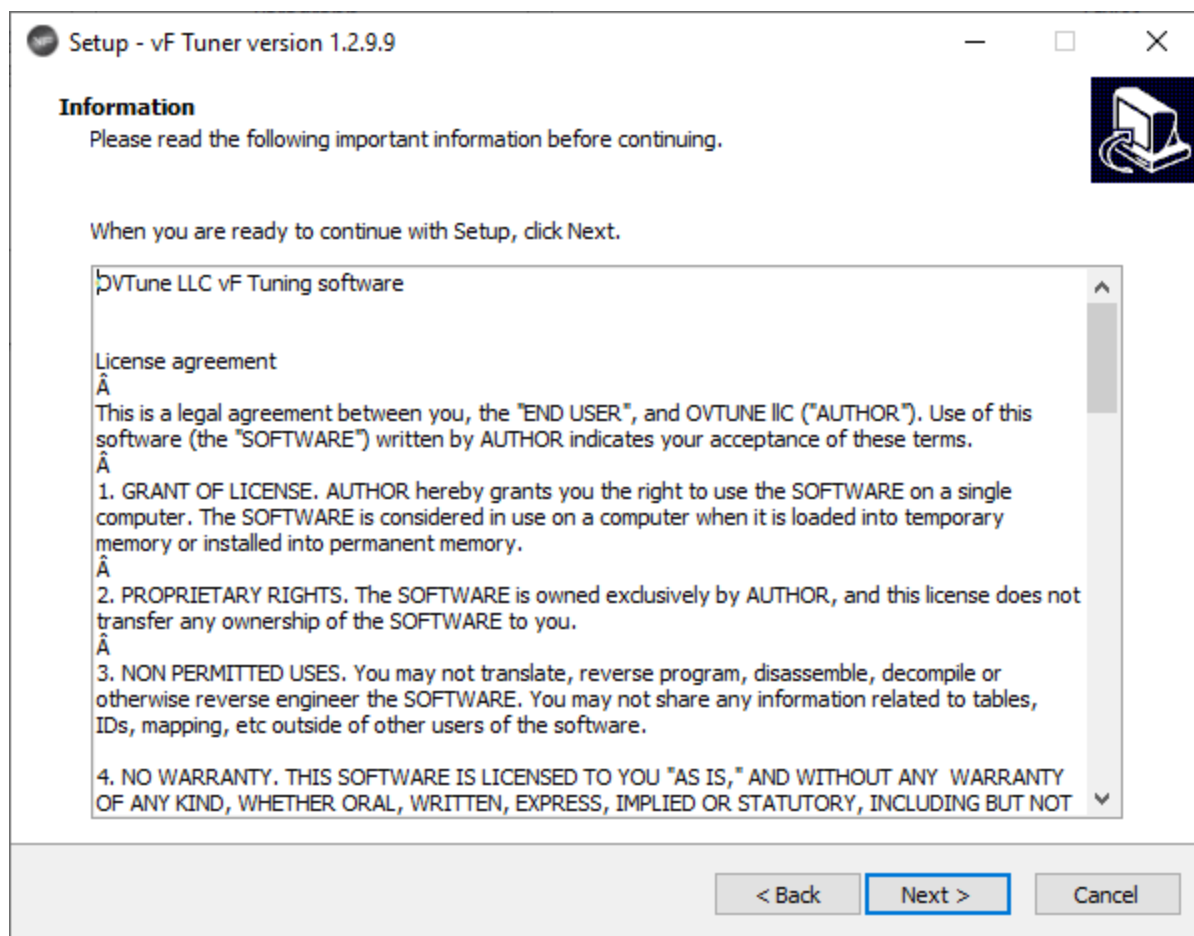 Setup - vF Tuner version 1.2.9.9
Information
Please read the following important information before continuing.
When you are ready to continue with Setup, click Next.
OVTune LLC vF Tuning software
License agreement
Â
This is a legal agreement between you, the "END USER", and OVTUNE llC ("AUTHOR"). Use of this
software (the "SOFTWARE") written by AUTHOR indicates your acceptance of these terms.
Â
1. GRANT OF LICENSE. AUTHOR hereby grants you the right to use the SOFTWARE on a single
computer. The SOFTWARE is considered in use on a computer when it is loaded into temporary
memory or installed into permanent memory.
Â
2. PROPRIETARY RIGHTS. The SOFTWARE is owned exclusively by AUTHOR, and this license does not
transfer any ownership of the SOFTWARE to you.
Â
3. NON PERMITTED USES. You may not translate, reverse program, disassemble, decompile or
otherwise reverse engineer the SOFTWARE. You may not share any information related to tables,
IDs, mapping, etc outside of other users of the software.
4. NO WARRANTY. THIS SOFTWARE IS LICENSED TO YOU "AS IS," AND WITHOUT ANY  WARRANTY
OF ANY KIND, WHETHER ORAL, WRITTEN, EXPRESS, IMPLIED OR STATUTORY, INCLUDING BUT NOT
< Back
Next >
Cancel